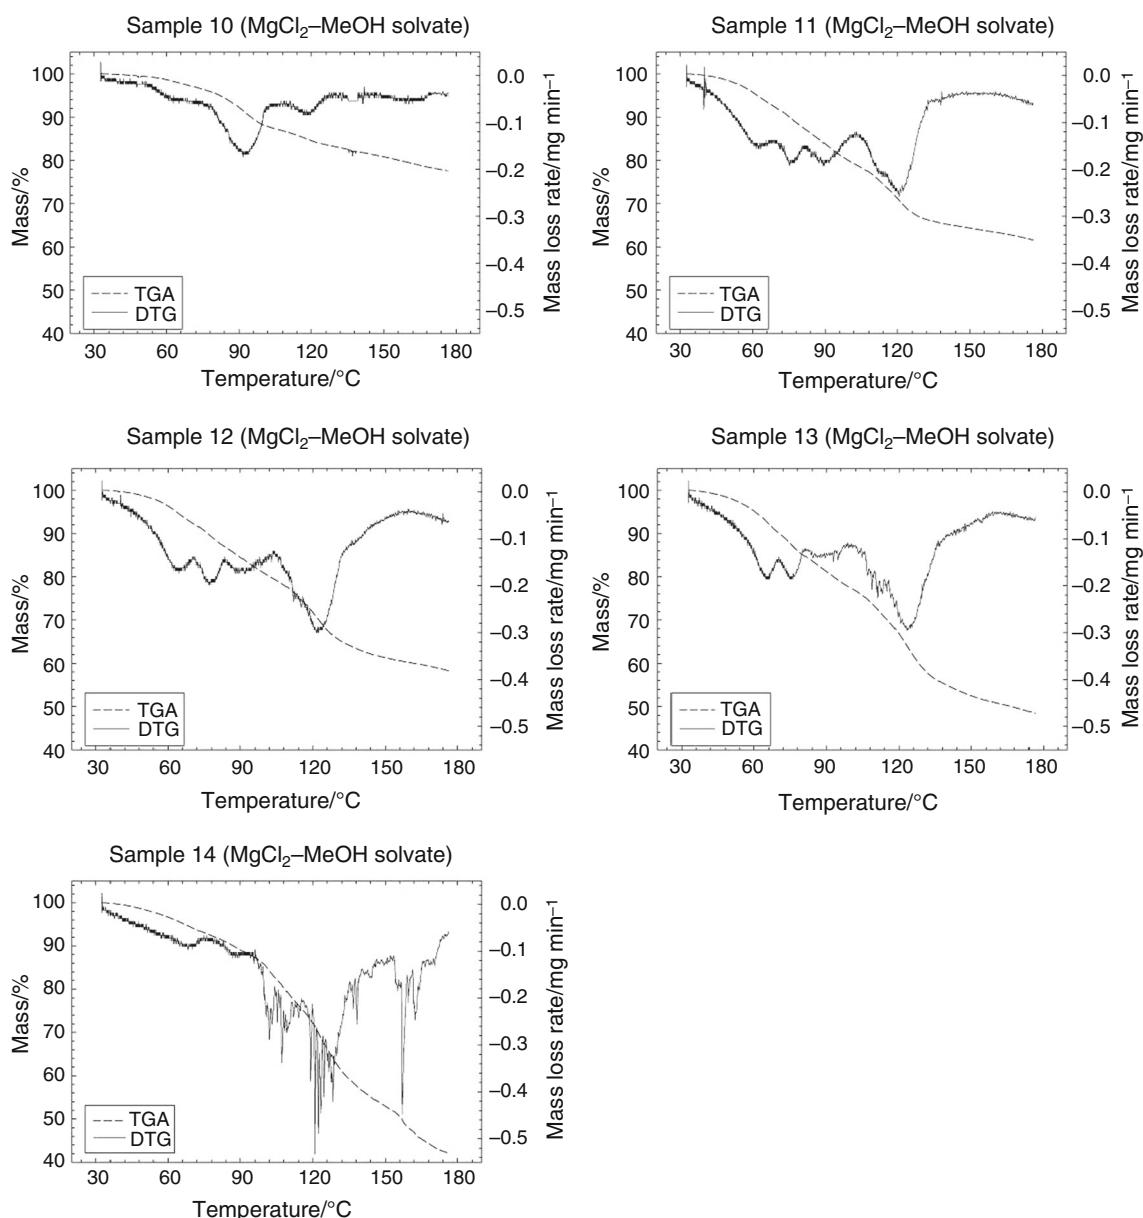 Sample 10 (MgCl₂–MeOH solvate)
100
90
80
70
60
50
40
Mass/%
0.0
–0.1
–0.2
–0.3
–0.4
–0.5
Mass loss rate/mg min⁻¹
TGA
DTG
30 60 90 120 150 180
Temperature/°C
Sample 11 (MgCl₂–MeOH solvate)
100
90
80
70
60
50
40
Mass/%
0.0
–0.1
–0.2
–0.3
–0.4
–0.5
Mass loss rate/mg min⁻¹
TGA
DTG
30 60 90 120 150 180
Temperature/°C
Sample 12 (MgCl₂–MeOH solvate)
100
90
80
70
60
50
40
Mass/%
0.0
–0.1
–0.2
–0.3
–0.4
–0.5
Mass loss rate/mg min⁻¹
TGA
DTG
30 60 90 120 150 180
Temperature/°C
Sample 13 (MgCl₂–MeOH solvate)
100
90
80
70
60
50
40
Mass/%
0.0
–0.1
–0.2
–0.3
–0.4
–0.5
Mass loss rate/mg min⁻¹
TGA
DTG
30 60 90 120 150 180
Temperature/°C
Sample 14 (MgCl₂–MeOH solvate)
100
90
80
70
60
50
40
Mass/%
0.0
–0.1
–0.2
–0.3
–0.4
–0.5
Mass loss rate/mg min⁻¹
TGA
DTG
30 60 90 120 150 180
Temperature/°C